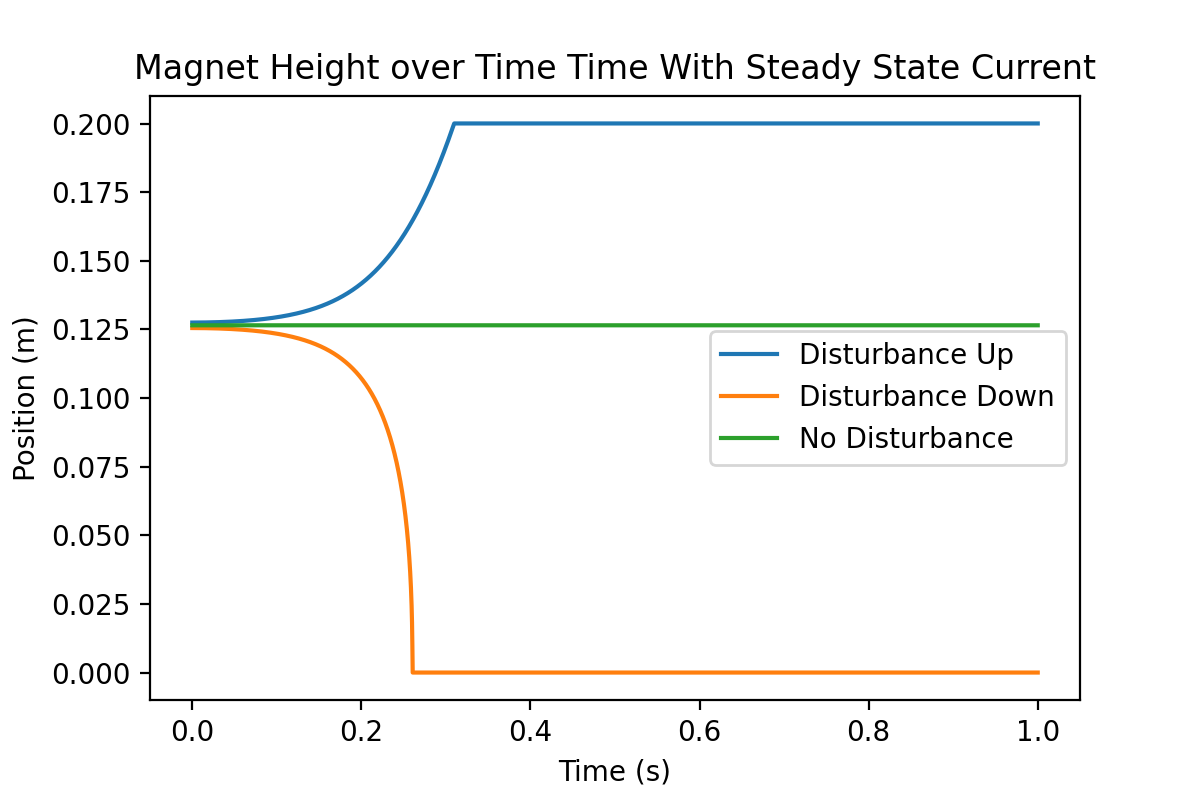 Magnet Height over Time Time With Steady State Current
0.200
0.175
0.150
0.125
0.100
0.075
0.050
0.025
0.000
Position (m)
Disturbance Up
Disturbance Down
No Disturbance
0.0 0.2 0.4 0.6 0.8 1.0
Time (s)